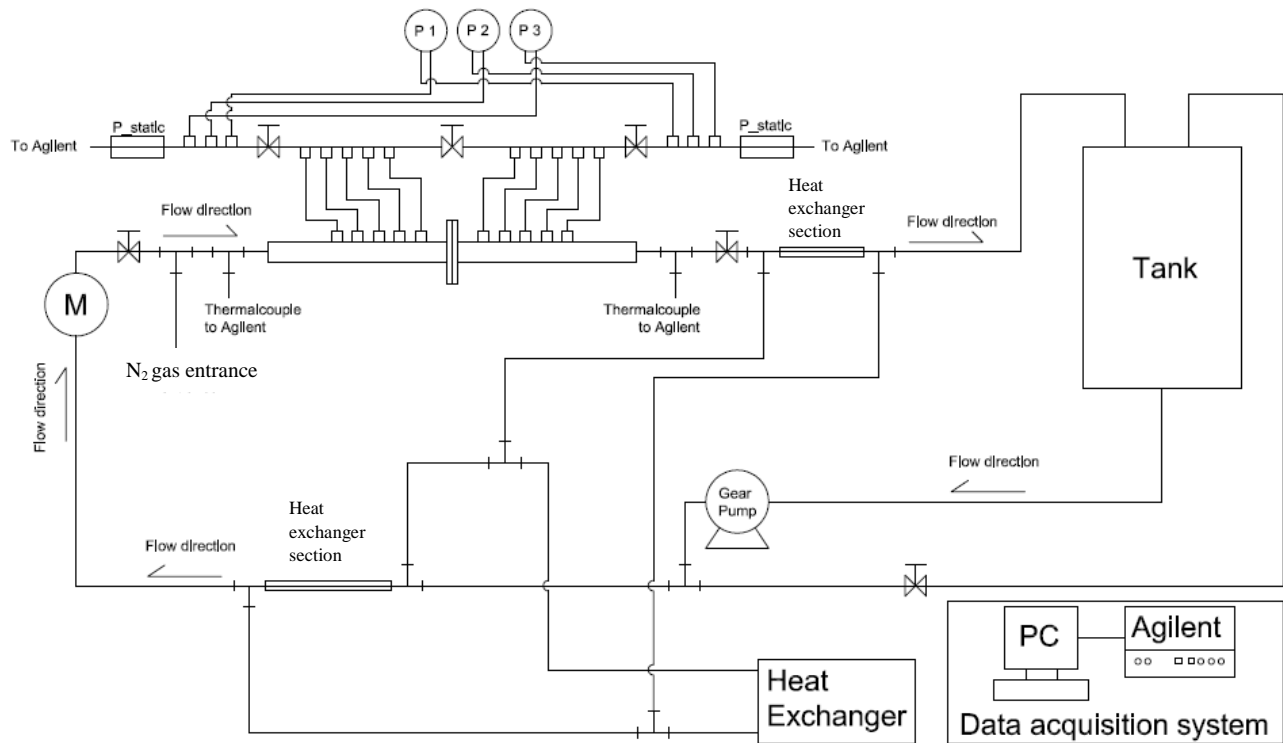 P 1
P 2
P 3
P_static
P_static
To Agilent
To Agilent
Flow direction
Heat
exchanger
section
Flow direction
Tank
M
Thermalcouple
to Agilent
Thermalcouple
to Agilent
N₂ gas entrance
Flow direction
Flow direction
Gear
Pump
Heat
exchanger
section
Flow direction
Heat
Exchanger
PC
Agilent
Data acquisition system